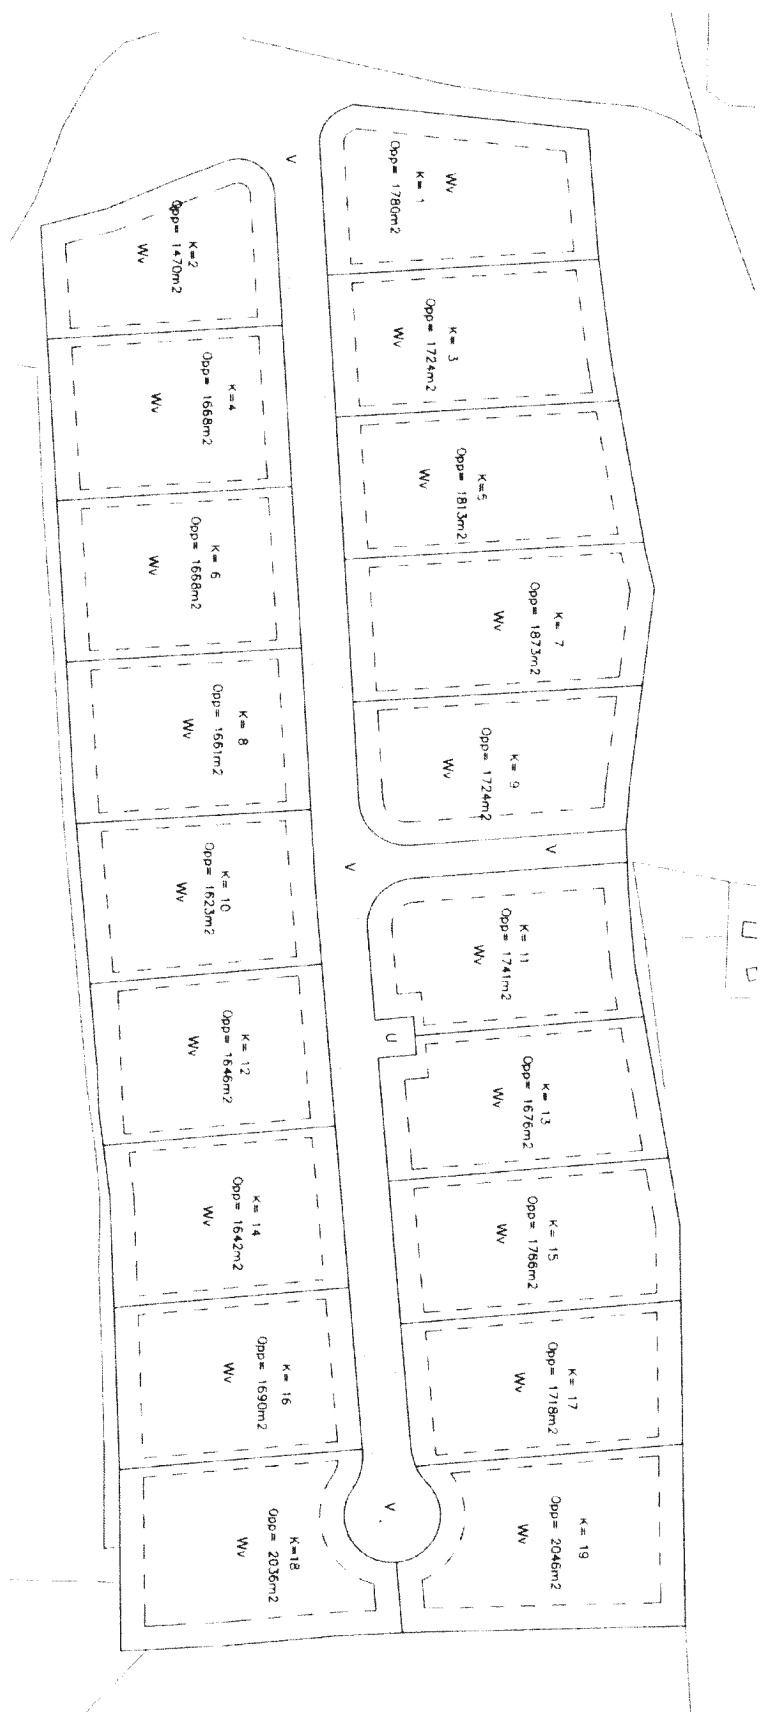 V
K= 1
Opp= 1780m2
Wv
K=2
Opp= 1470m2
Wv
K= 3
Opp= 1724m2
Wv
K=4
Opp= 1668m2
Wv
K=5
Opp= 1813m2
Wv
K= 6
Opp= 1668m2
Wv
K= 7
Opp= 1873m2
Wv
K= 8
Opp= 1661m2
Wv
K= 9
Opp= 1724m2
Wv
V
V
K= 10
Opp= 1623m2
Wv
K= 11
Opp= 1741m2
Wv
U
K= 12
Opp= 1646m2
Wv
K= 13
Opp= 1676m2
Wv
K= 14
Opp= 1642m2
Wv
K= 15
Opp= 1786m2
Wv
K= 16
Opp= 1690m2
Wv
K= 17
Opp= 1718m2
Wv
V
K=18
Opp= 2036m2
Wv
K= 19
Opp= 2046m2
Wv